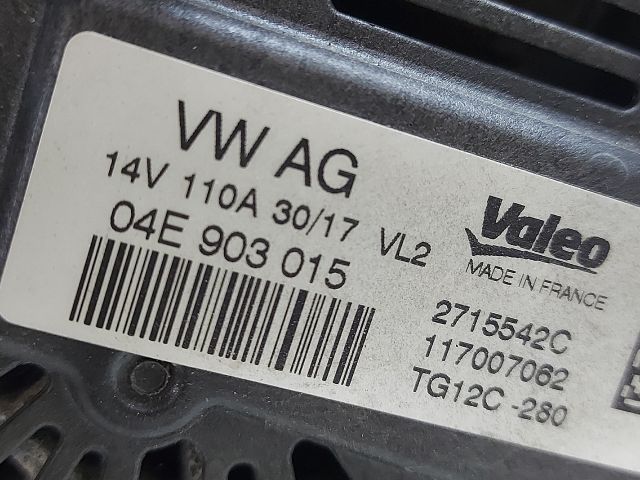 VW AG
14V 110A 30/17 VL2
04E 903 015
Valeo
MADE IN FRANCE
2715542C
117007062
TG12C -280